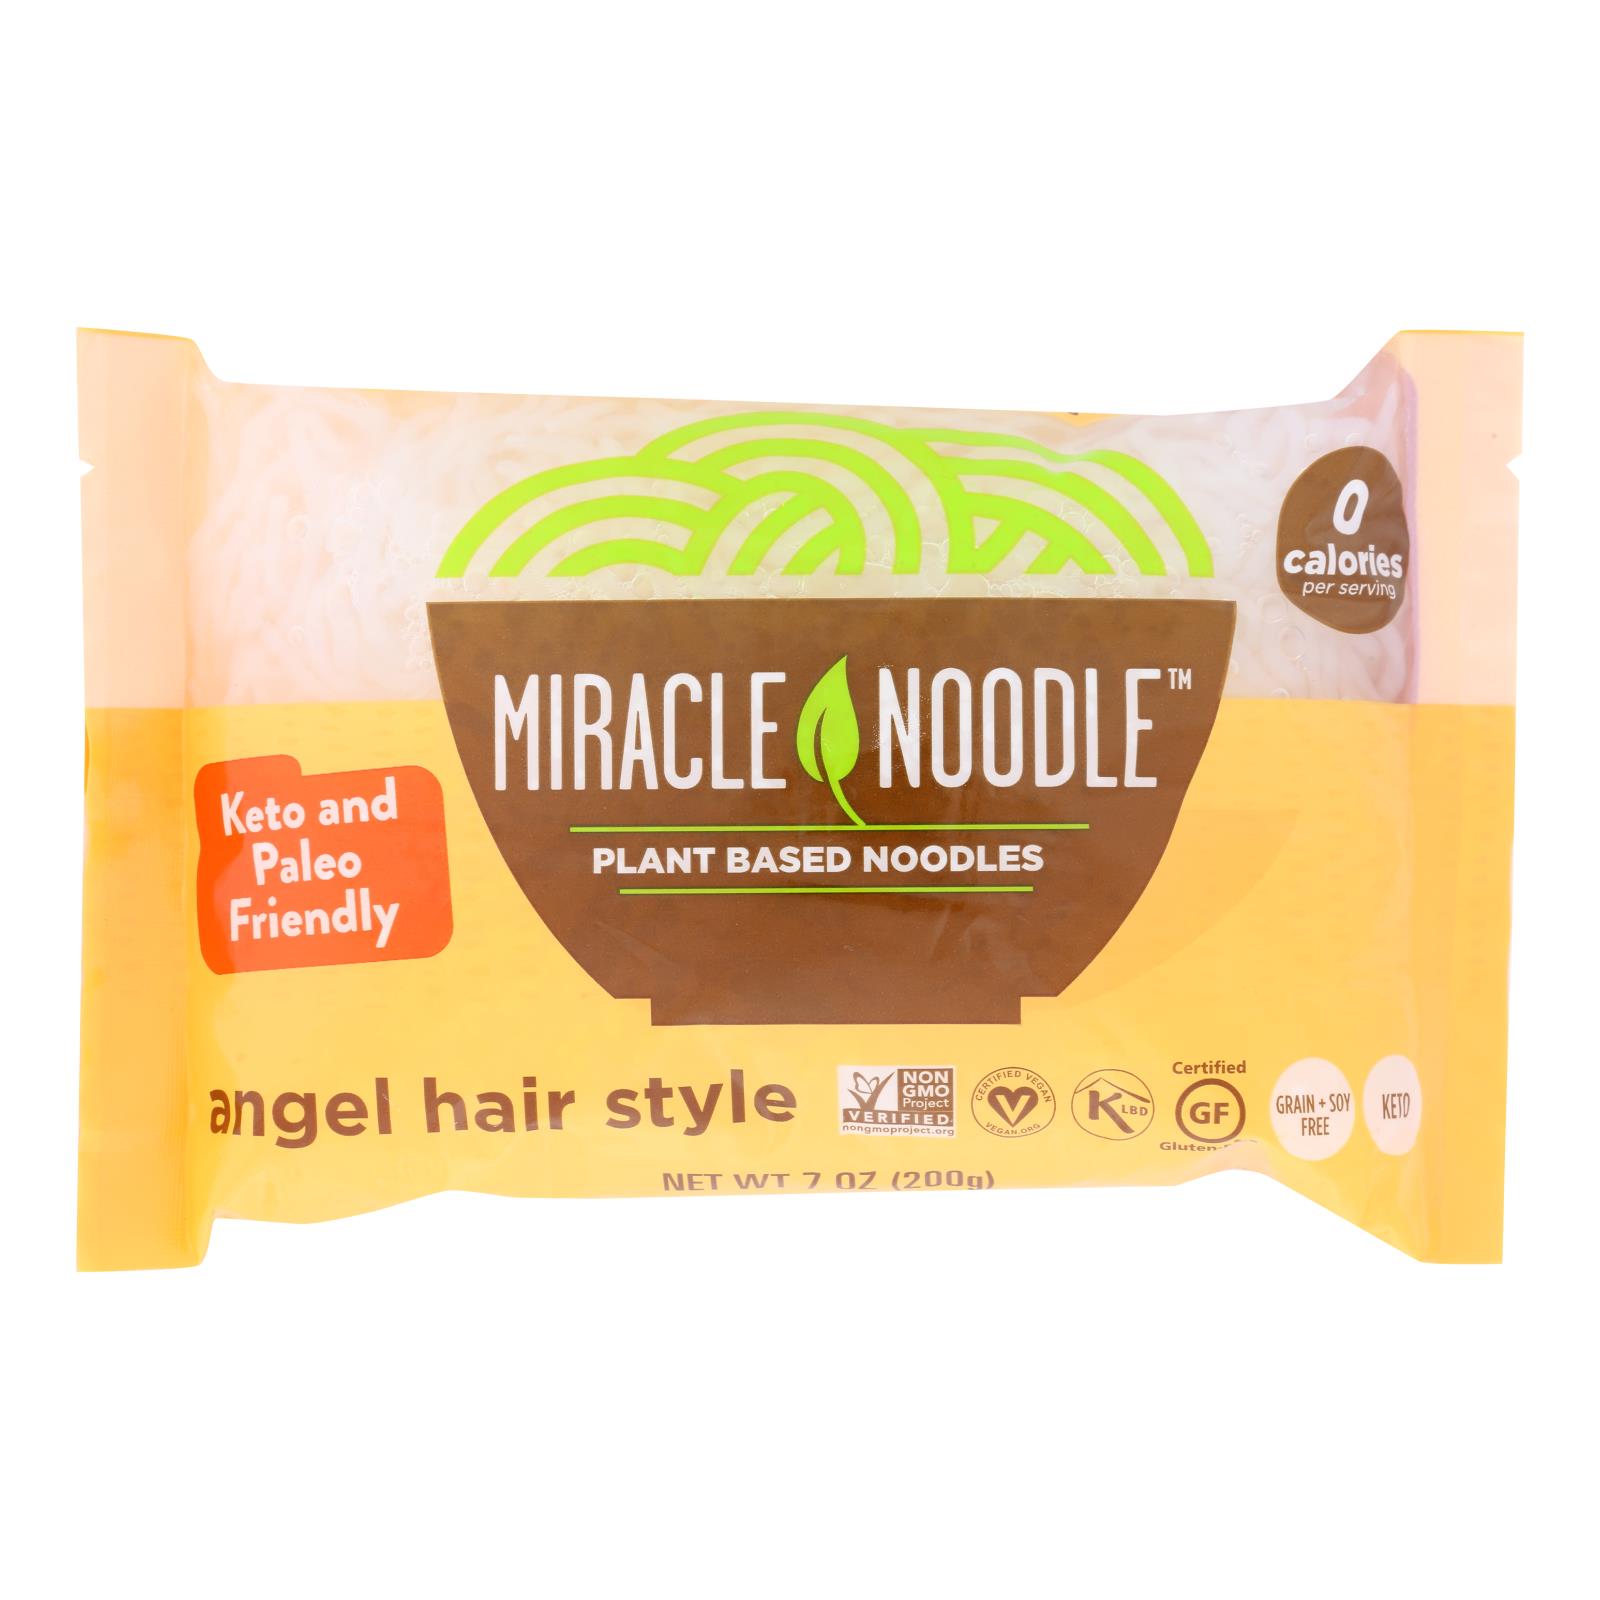 0
calories
per serving
MIRACLE NOODLE™
PLANT BASED NOODLES
Keto and
Paleo
Friendly
angel hair style
NON
GMO
Project
VERIFIED
nongmoproject.org
CERTIFIED VEGAN
VEGAN.ORG
K LBD
Certified
GF
GRAIN + SOY
FREE
KETO
NET WT 7 OZ (200g)